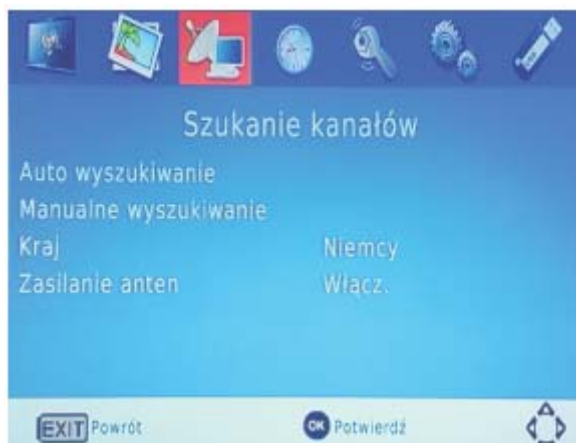 Szukanie kanałów
Auto wyszukiwanie
Manualne wyszukiwanie
Kraj Niemcy
Zasilanie anten Włącz.
EXIT Powrót OK Potwierdź